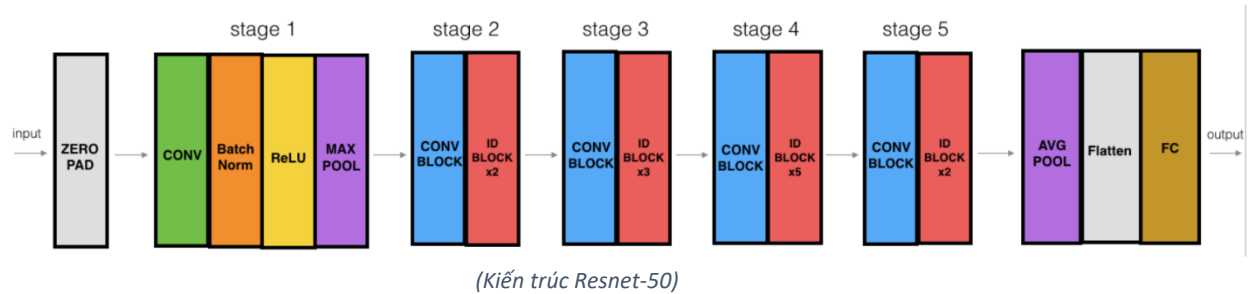 stage 1
stage 2
stage 3
stage 4
stage 5
input
ZERO
PAD
CONV
Batch
Norm
ReLU
MAX
POOL
CONV
BLOCK
ID
BLOCK
x2
CONV
BLOCK
ID
BLOCK
x3
CONV
BLOCK
ID
BLOCK
x5
CONV
BLOCK
ID
BLOCK
x2
AVG
POOL
Flatten
FC
output
(Kiến trúc Resnet-50)